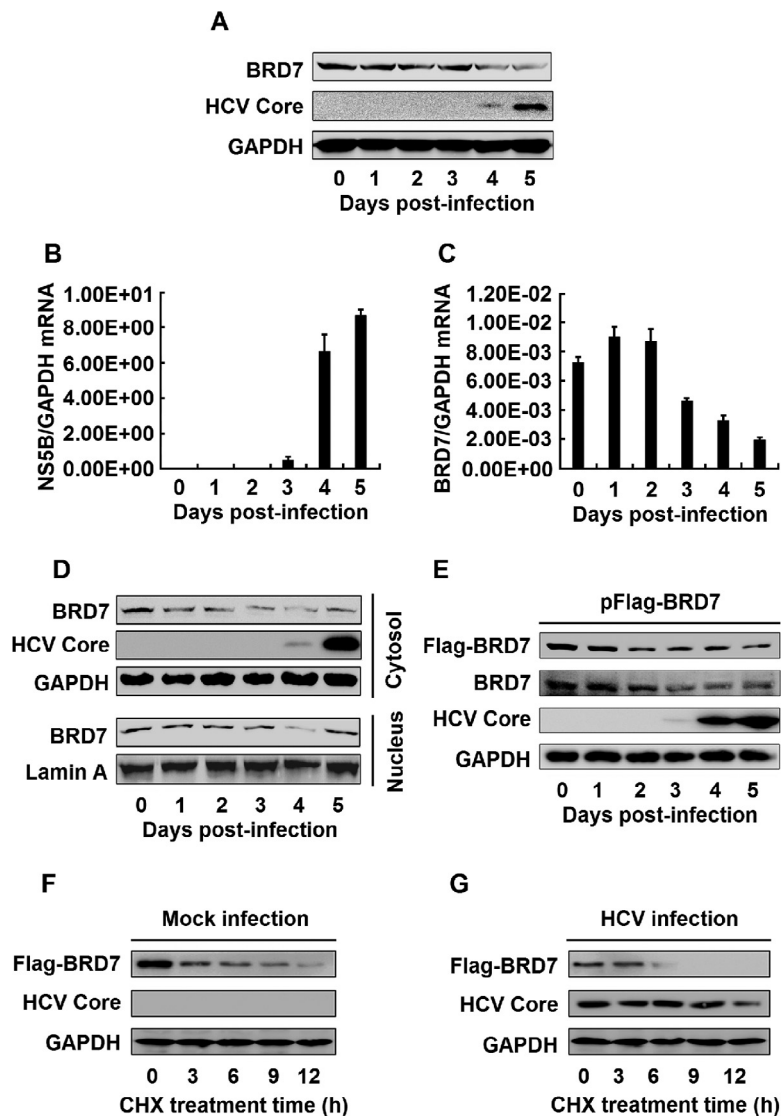 A
BRD7
HCV Core
GAPDH
0 1 2 3 4 5
Days post-infection
B
NS5B/GAPDH mRNA
1.00E+01
8.00E+00
6.00E+00
4.00E+00
2.00E+00
0.00E+00
0 1 2 3 4 5
Days post-infection
C
BRD7/GAPDH mRNA
1.20E-02
1.00E-02
8.00E-03
6.00E-03
4.00E-03
2.00E-03
0.00E+00
0 1 2 3 4 5
Days post-infection
D
BRD7
HCV Core
GAPDH
Cytosol
BRD7
Lamin A
Nucleus
0 1 2 3 4 5
Days post-infection
E
pFlag-BRD7
Flag-BRD7
BRD7
HCV Core
GAPDH
0 1 2 3 4 5
Days post-infection
F
Mock infection
Flag-BRD7
HCV Core
GAPDH
0 3 6 9 12
CHX treatment time (h)
G
HCV infection
Flag-BRD7
HCV Core
GAPDH
0 3 6 9 12
CHX treatment time (h)